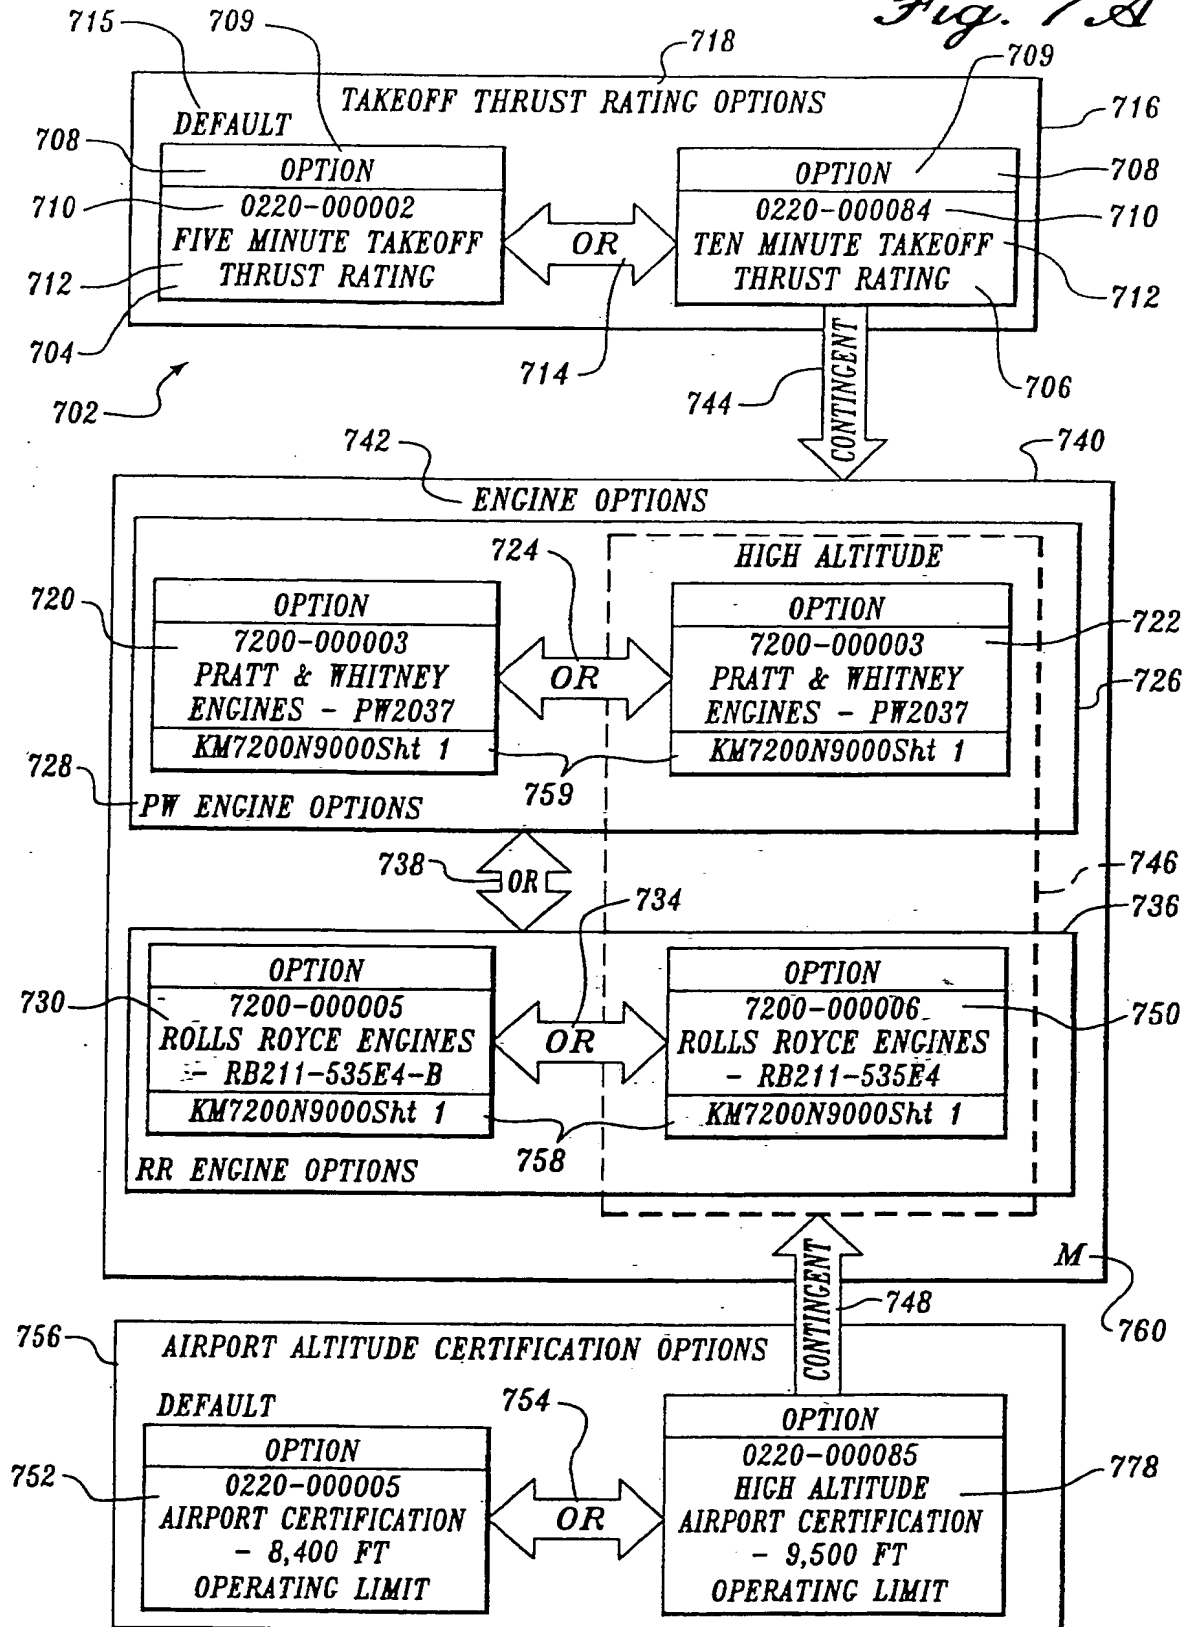 Fig. 7A
715
709
718
709
TAKEOFF THRUST RATING OPTIONS
716
DEFAULT
708
OPTION
OPTION
708
710
0220-000002
0220-000084
710
FIVE MINUTE TAKEOFF
THRUST RATING
OR
TEN MINUTE TAKEOFF
THRUST RATING
712
712
704
714
706
702
744
CONTINGENT
742
740
ENGINE OPTIONS
724
HIGH ALTITUDE
720
OPTION
OPTION
722
7200-000003
PRATT & WHITNEY
ENGINES - PW2037
OR
7200-000003
PRATT & WHITNEY
ENGINES - PW2037
726
KM7200N9000Sht 1
KM7200N9000Sht 1
728
759
PW ENGINE OPTIONS
738
OR
734
746
736
OPTION
OPTION
730
7200-000005
ROLLS ROYCE ENGINES
- RB211-535E4-B
OR
7200-000006
ROLLS ROYCE ENGINES
- RB211-535E4
750
KM7200N9000Sht 1
KM7200N9000Sht 1
758
RR ENGINE OPTIONS
M
CONTINGENT
748
760
756
AIRPORT ALTITUDE CERTIFICATION OPTIONS
DEFAULT
754
OPTION
OPTION
752
0220-000005
AIRPORT CERTIFICATION
- 8,400 FT
OPERATING LIMIT
OR
0220-000085
HIGH ALTITUDE
AIRPORT CERTIFICATION
- 9,500 FT
OPERATING LIMIT
778